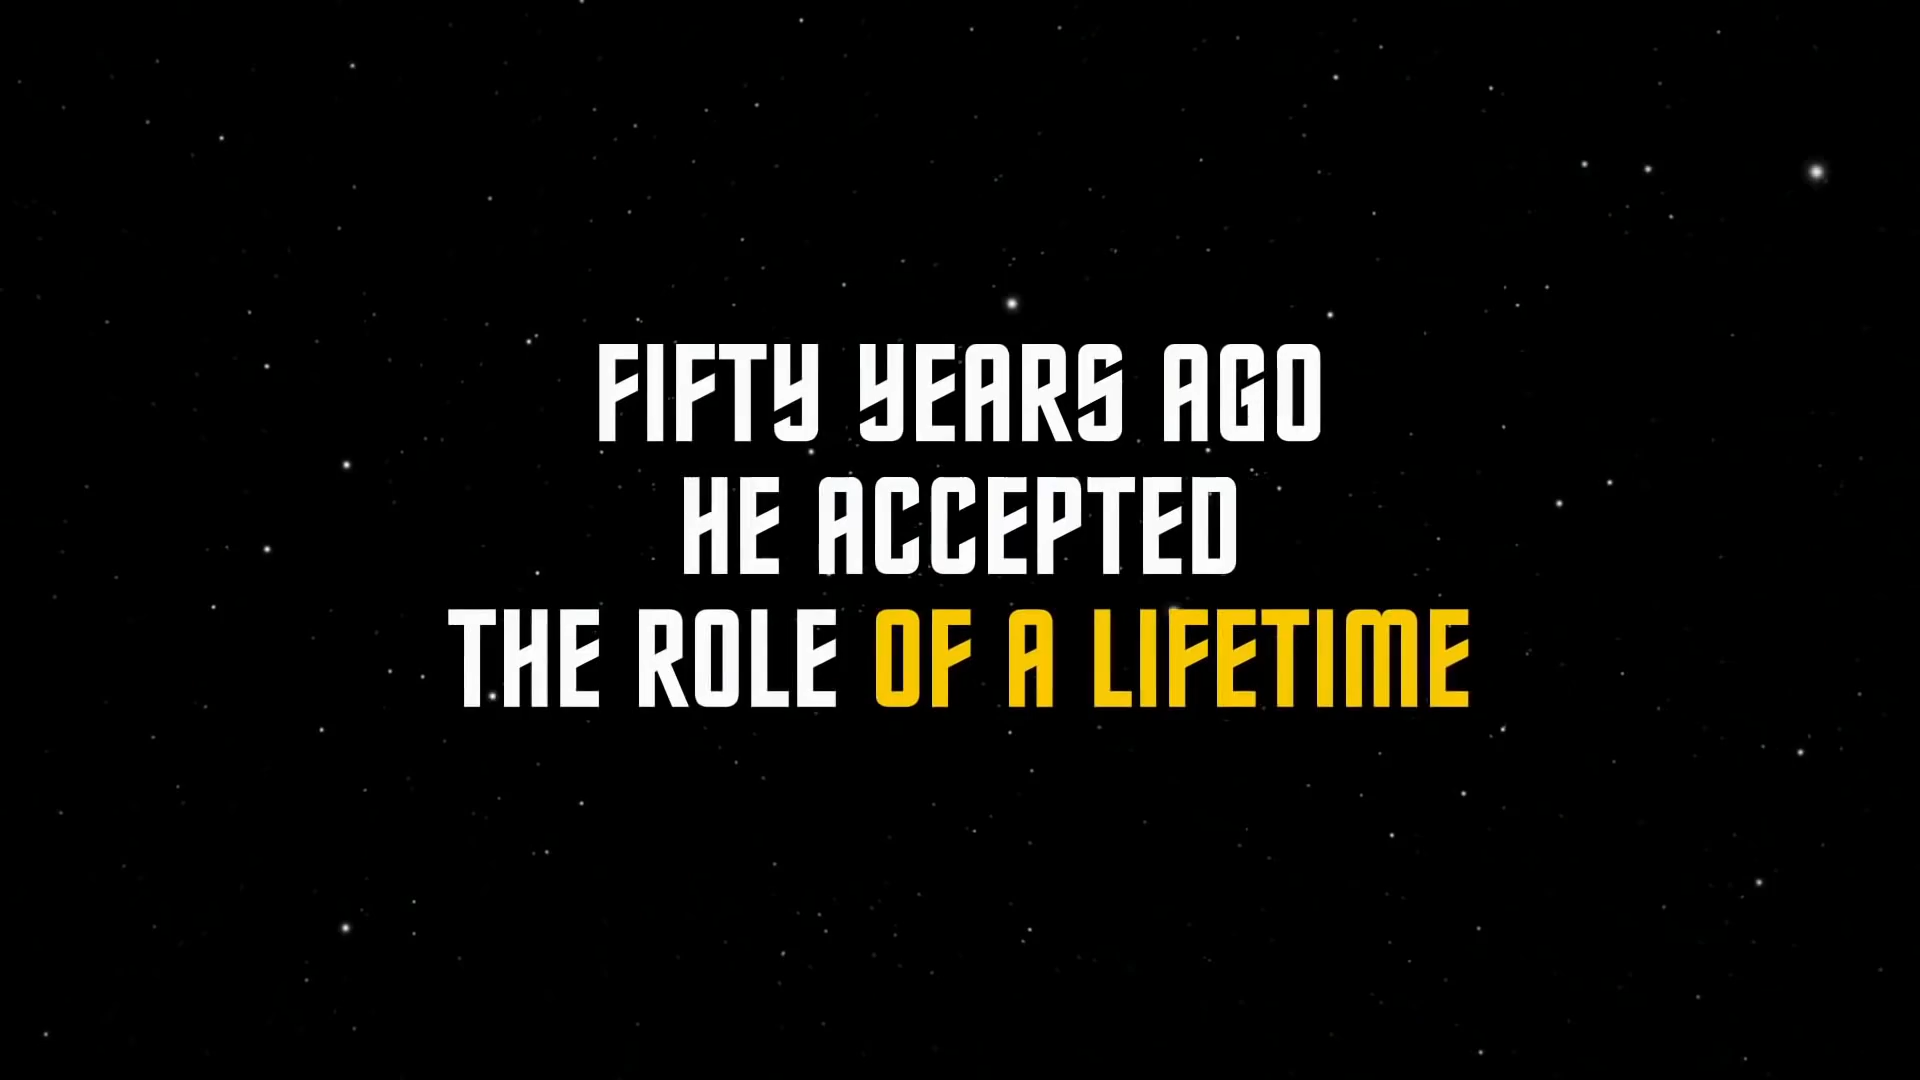 FIFTY YEARS AGO
HE ACCEPTED
THE ROLE OF A LIFETIME